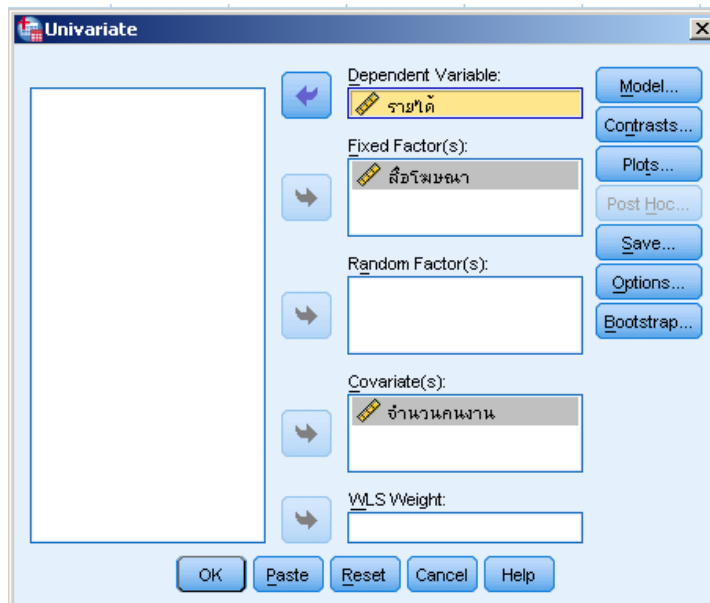 Univariate
Dependent Variable:
รายได้
Fixed Factor(s):
สื่อโฆษณา
Random Factor(s):
Covariate(s):
จำนวนคนงาน
WLS Weight:
Model...
Contrasts...
Plots...
Post Hoc...
Save...
Options...
Bootstrap...
OK
Paste
Reset
Cancel
Help